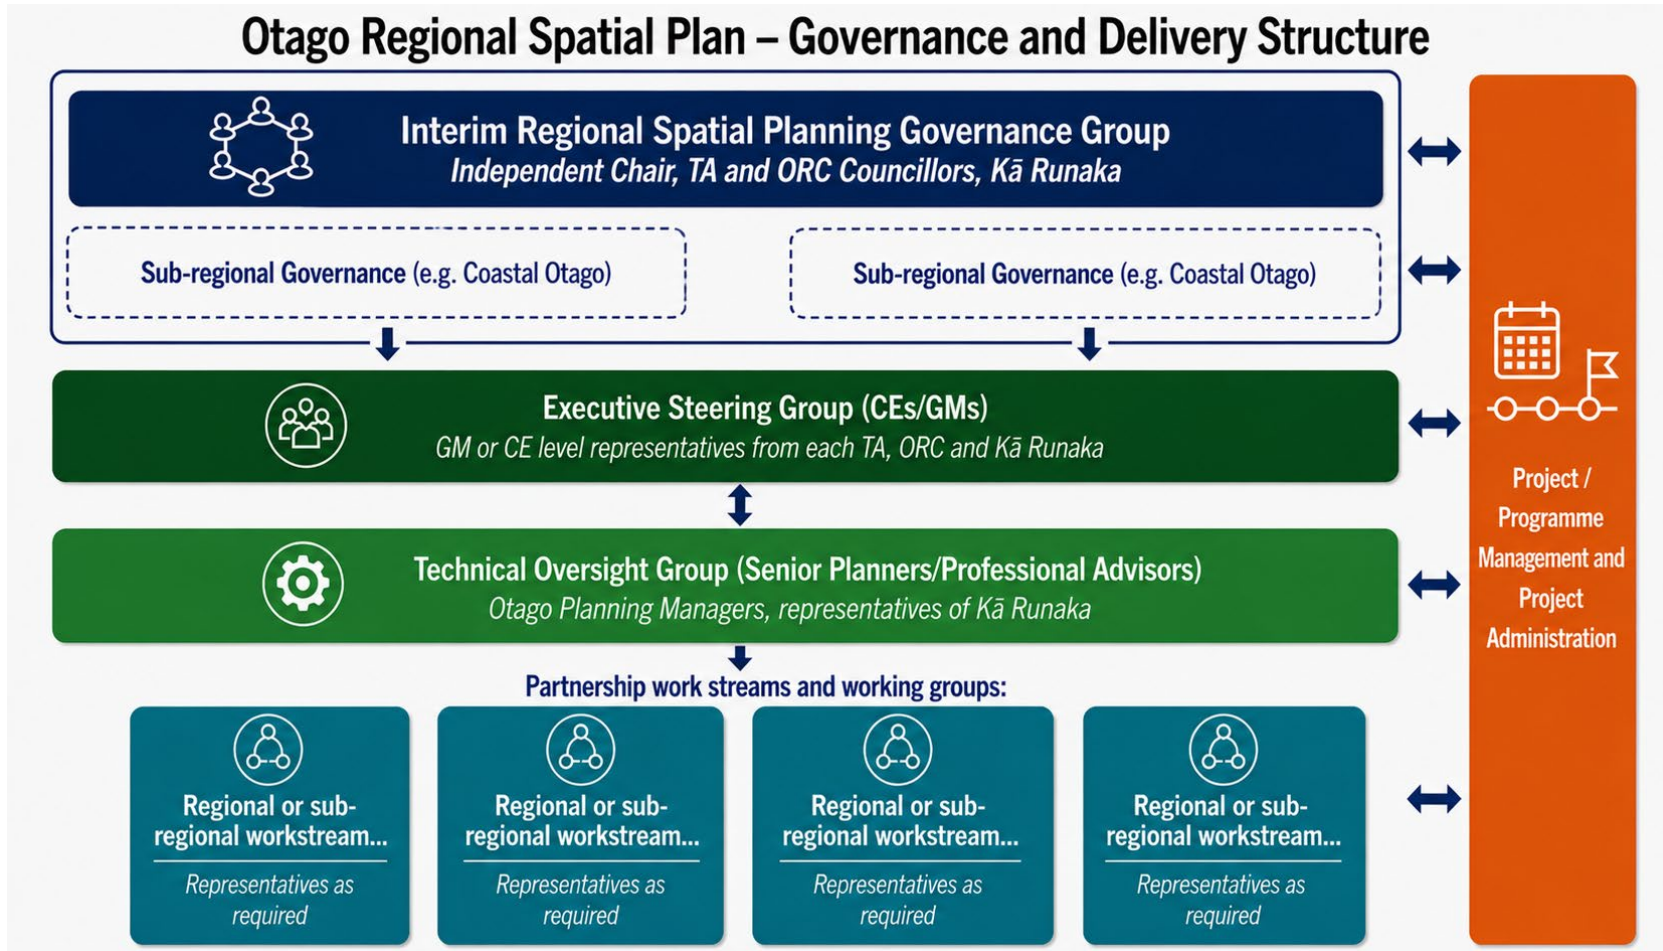 Otago Regional Spatial Plan – Governance and Delivery Structure
Interim Regional Spatial Planning Governance Group
Independent Chair, TA and ORC Councillors, Kā Runaka
Sub-regional Governance (e.g. Coastal Otago)
Sub-regional Governance (e.g. Coastal Otago)
Executive Steering Group (CEs/GMs)
GM or CE level representatives from each TA, ORC and Kā Runaka
Technical Oversight Group (Senior Planners/Professional Advisors)
Otago Planning Managers, representatives of Kā Runaka
Partnership work streams and working groups:
Regional or sub-
regional workstream...
Representatives as
required
Regional or sub-
regional workstream...
Representatives as
required
Regional or sub-
regional workstream...
Representatives as
required
Regional or sub-
regional workstream...
Representatives as
required
Project /
Programme
Management and
Project
Administration